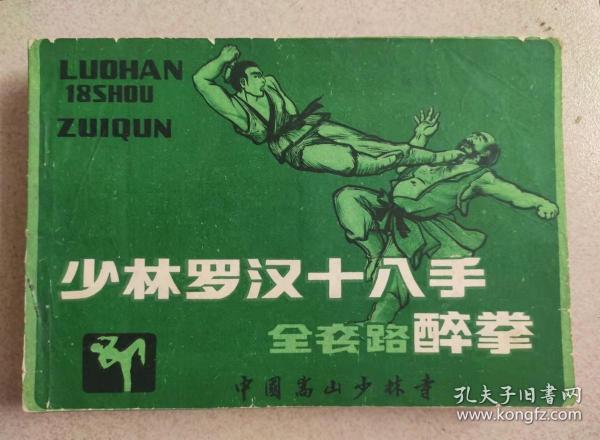 LUOHAN
18SHOU
ZUIQUN
少林罗汉十八手
全套路醉拳
中國嵩山少林寺
孔夫子旧书网
www.kongfz.com